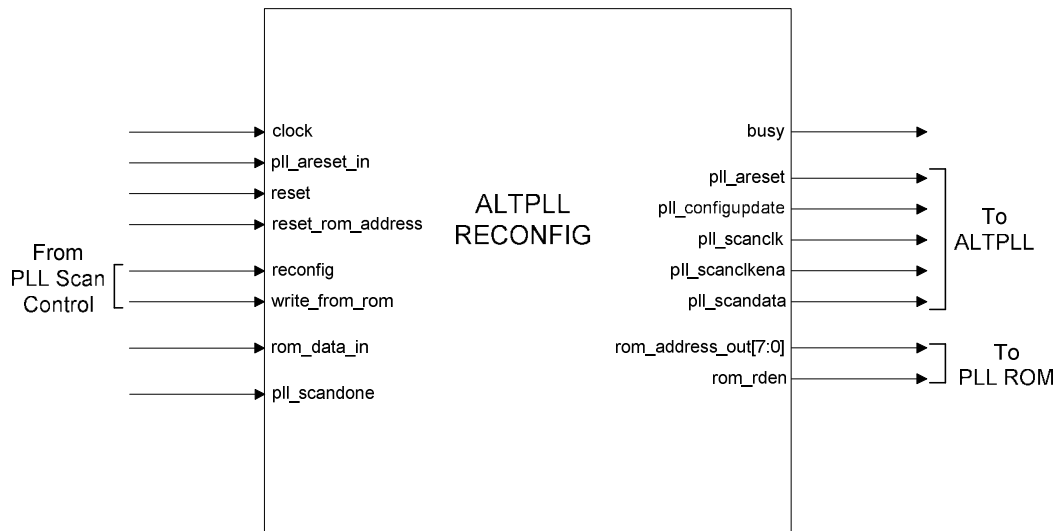 clock
pll_areset_in
reset
reset_rom_address
From
PLL Scan
Control
reconfig
write_from_rom
rom_data_in
pll_scandone
ALTPLL
RECONFIG
busy
pll_areset
pll_configupdate
pll_scanclk
pll_scanclkena
pll_scandata
To
ALTPLL
rom_address_out[7:0]
rom_rden
To
PLL ROM